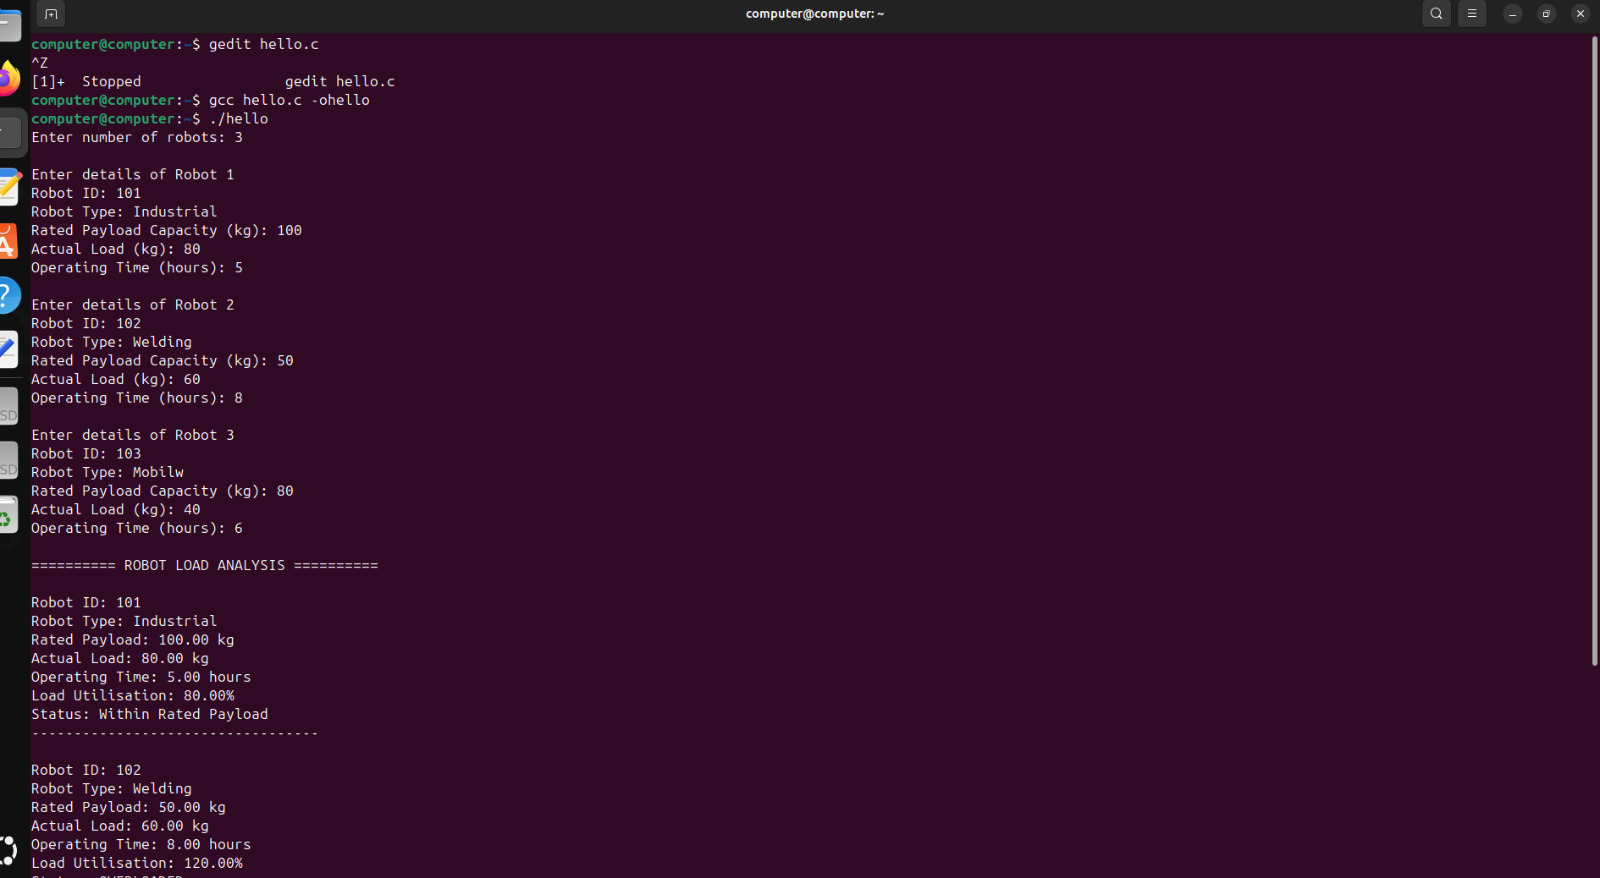 computer@computer: ~
computer@computer:~$ gedit hello.c
^Z
[1]+  Stopped                 gedit hello.c
computer@computer:~$ gcc hello.c -ohello
computer@computer:~$ ./hello
Enter number of robots: 3

Enter details of Robot 1
Robot ID: 101
Robot Type: Industrial
Rated Payload Capacity (kg): 100
Actual Load (kg): 80
Operating Time (hours): 5

Enter details of Robot 2
Robot ID: 102
Robot Type: Welding
Rated Payload Capacity (kg): 50
Actual Load (kg): 60
Operating Time (hours): 8

Enter details of Robot 3
Robot ID: 103
Robot Type: Mobilw
Rated Payload Capacity (kg): 80
Actual Load (kg): 40
Operating Time (hours): 6

========== ROBOT LOAD ANALYSIS ==========

Robot ID: 101
Robot Type: Industrial
Rated Payload: 100.00 kg
Actual Load: 80.00 kg
Operating Time: 5.00 hours
Load Utilisation: 80.00%
Status: Within Rated Payload
----------------------------------

Robot ID: 102
Robot Type: Welding
Rated Payload: 50.00 kg
Actual Load: 60.00 kg
Operating Time: 8.00 hours
Load Utilisation: 120.00%
SD
SD